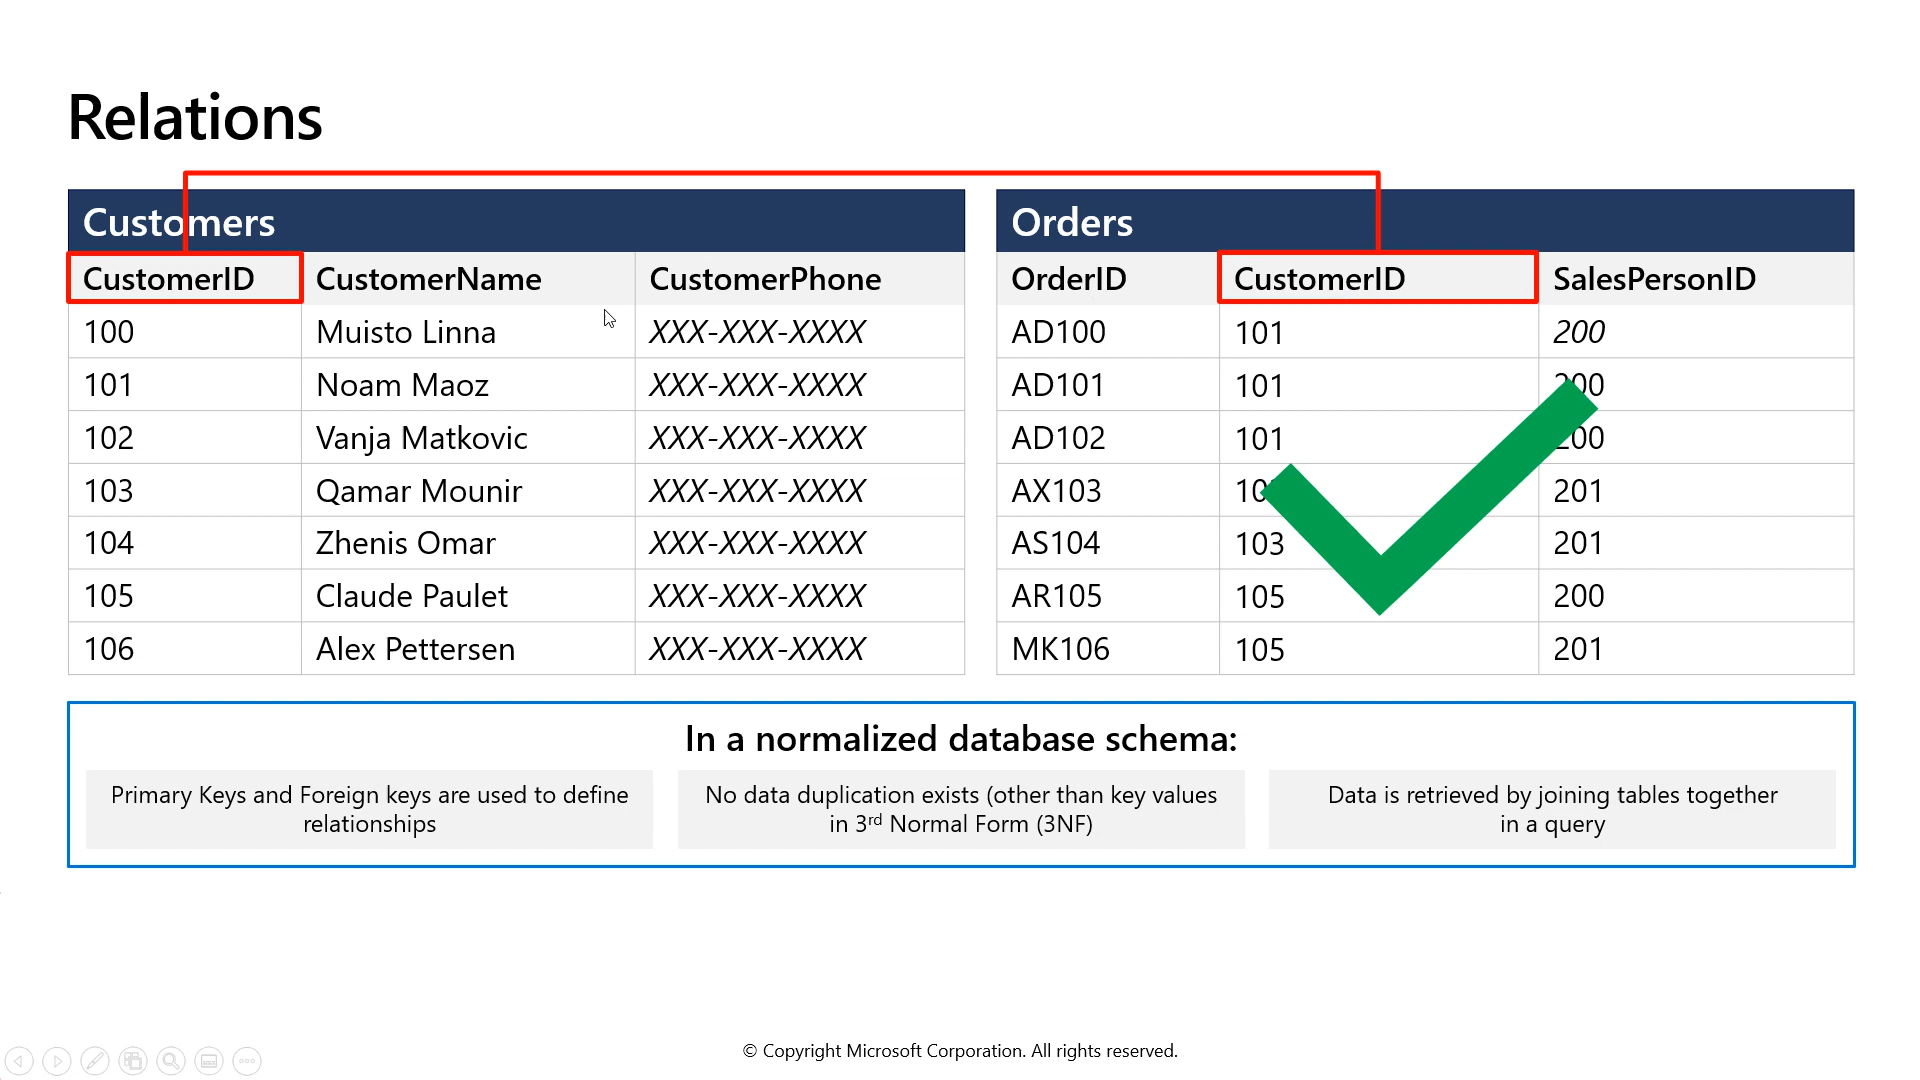 Relations
Customers
CustomerID CustomerName CustomerPhone
100 Muisto Linna XXX-XXX-XXXX
101 Noam Maoz XXX-XXX-XXXX
102 Vanja Matkovic XXX-XXX-XXXX
103 Qamar Mounir XXX-XXX-XXXX
104 Zhenis Omar XXX-XXX-XXXX
105 Claude Paulet XXX-XXX-XXXX
106 Alex Pettersen XXX-XXX-XXXX
Orders
OrderID CustomerID SalesPersonID
AD100 101 200
AD101 101
AD102 101
AX103 201
AS104 103 201
AR105 105 200
MK106 105 201
In a normalized database schema:
Primary Keys and Foreign keys are used to define
relationships
No data duplication exists (other than key values
in 3rd Normal Form (3NF)
Data is retrieved by joining tables together
in a query
© Copyright Microsoft Corporation. All rights reserved.